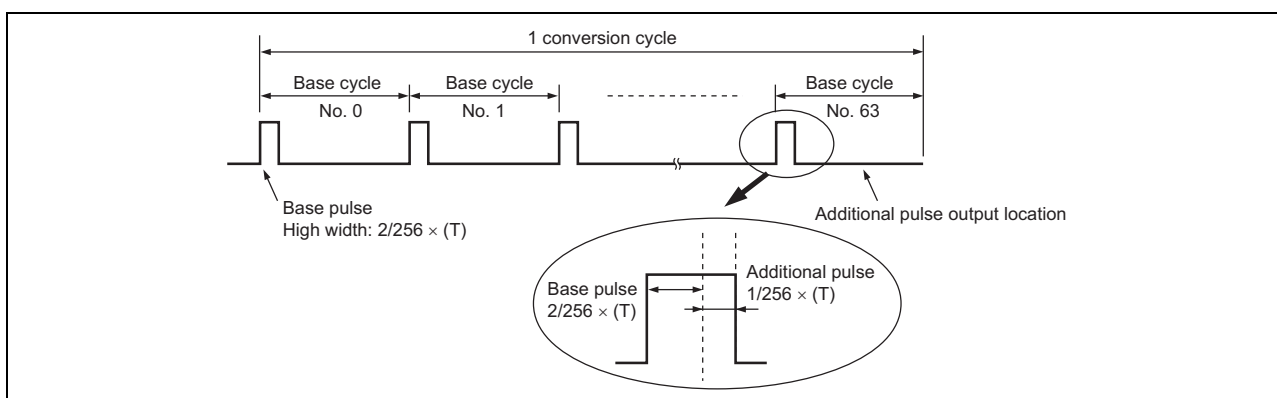 1 conversion cycle
Base cycle
No. 0
Base cycle
No. 1
Base cycle
No. 63
Base pulse
High width: 2/256 × (T)
Additional pulse output location
Base pulse
2/256 × (T)
Additional pulse
1/256 × (T)